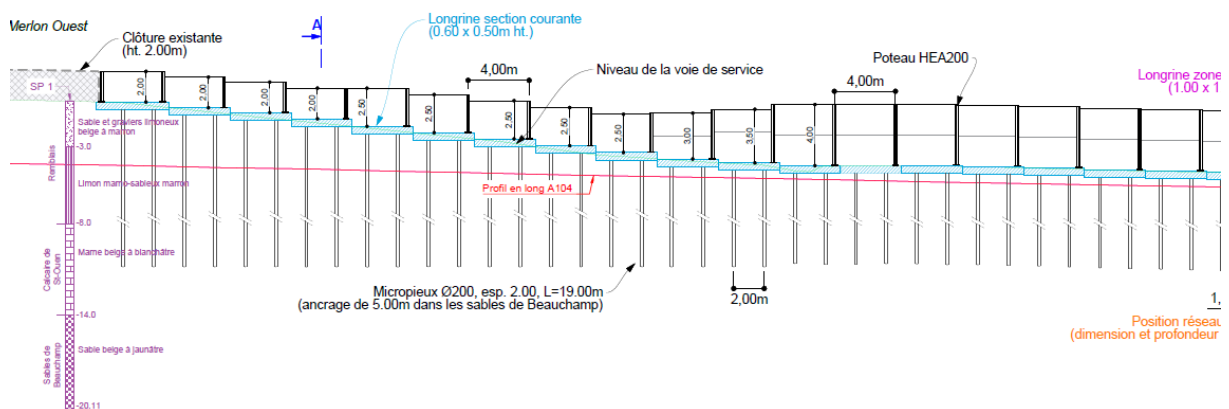 Merlon Ouest
Clôture existante
(ht. 2.00m)
A
Longrine section courante
(0.60 x 0.50m ht.)
4,00m
Niveau de la voie de service
Poteau HEA200
4,00m
Longrine zone
(1.00 x 1
SP 1
2.00
2.00
2.00
2.00
2.50
2.50
2.50
2.50
2.50
3.00
3.50
4.00
Sable et graviers limoneux
beige à marron
-3.0
Remblais
Limon marno-sableux marron
Profil en long A104
-8.0
Marne beige à blanchâtre
Calcaire de
St-Ouen
Micropieux Ø200, esp. 2.00, L=19.00m
(ancrage de 5.00m dans les sables de Beauchamp)
2,00m
1,
-14.0
Position réseau
(dimension et profondeur
Sable beige à jaunâtre
Sables de
Beauchamp
-20.11